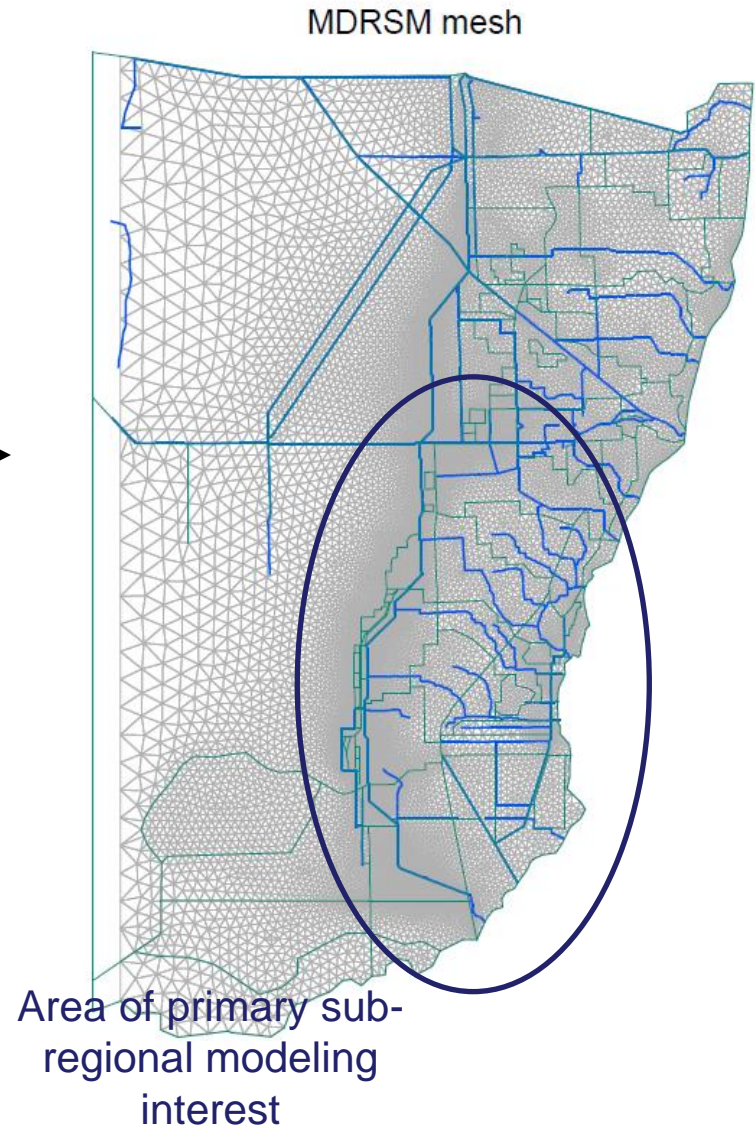 MDRSM mesh
Area of primary sub-
regional modeling
interest